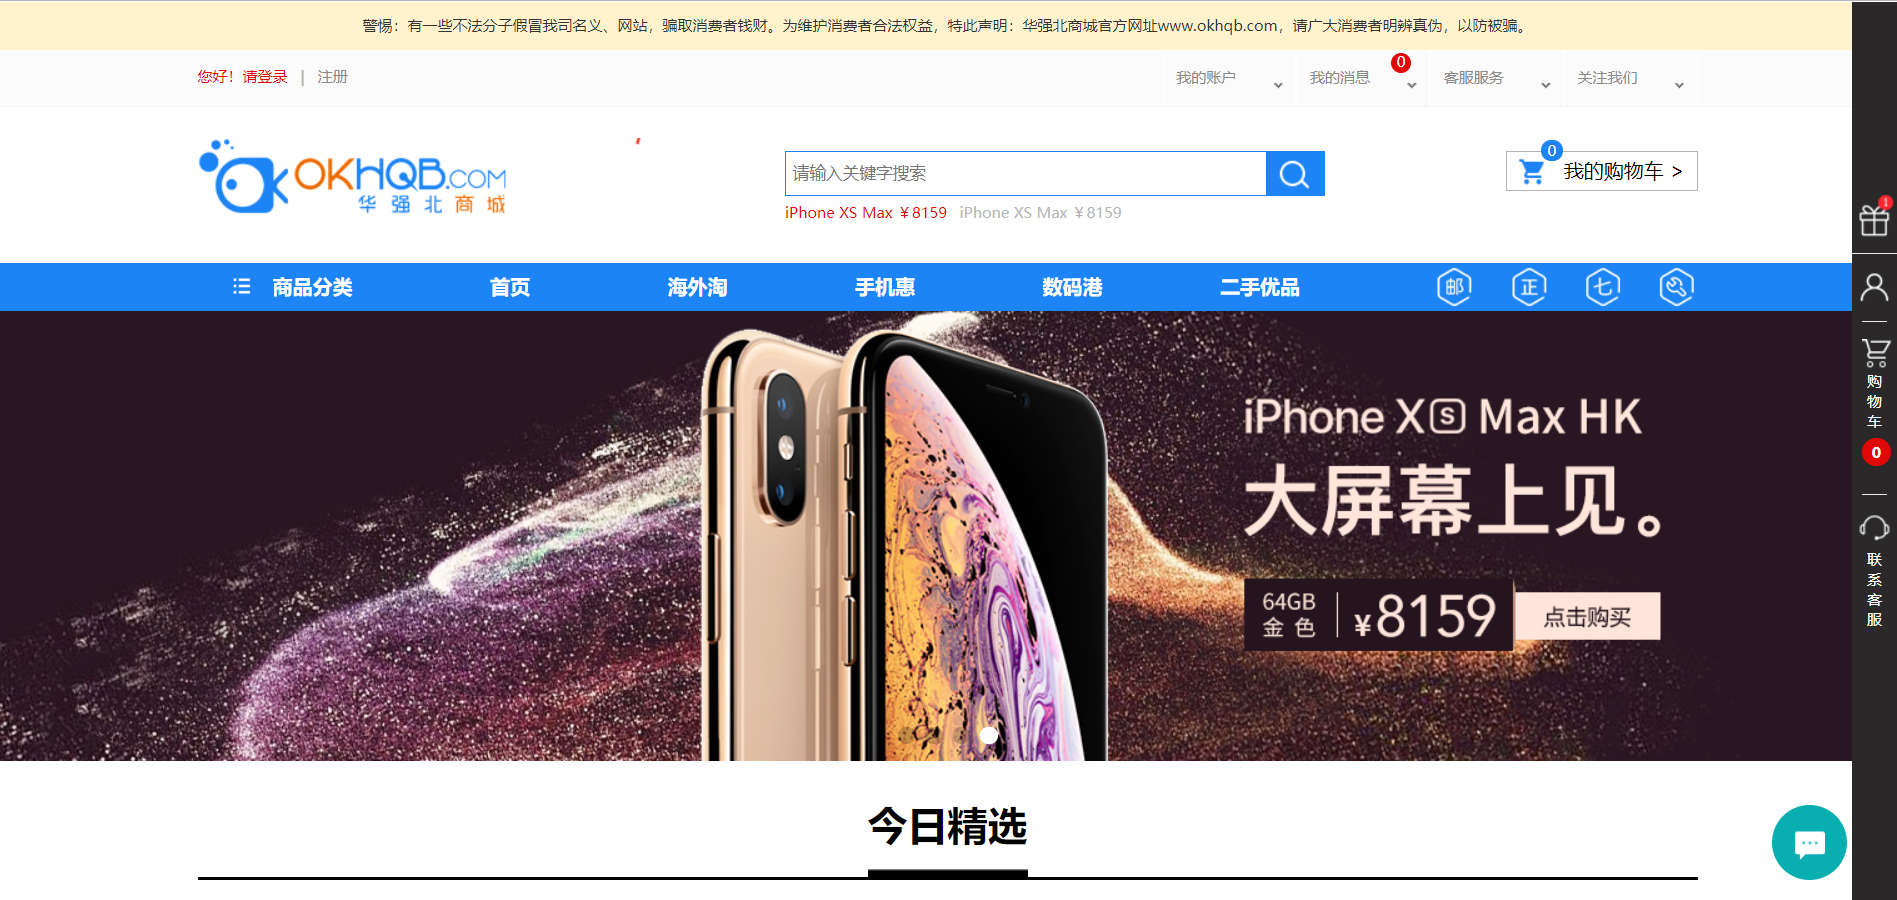 警惕：有一些不法分子假冒我司名义、网站，骗取消费者钱财。为维护消费者合法权益，特此声明：华强北商城官方网址www.okhqb.com，请广大消费者明辨真伪，以防被骗。
您好！请登录 | 注册
我的账户
我的消息 0
客服服务
关注我们
OKHQB.COM
华强北商城
请输入关键字搜索
iPhone XS Max ￥8159 iPhone XS Max ￥8159
0 我的购物车 >
商品分类 首页 海外淘 手机惠 数码港 二手优品 邮 正 七
iPhone XS Max HK
大屏幕上见。
64GB
金色
¥8159
点击购买
今日精选
1
购物车
0
联系客服